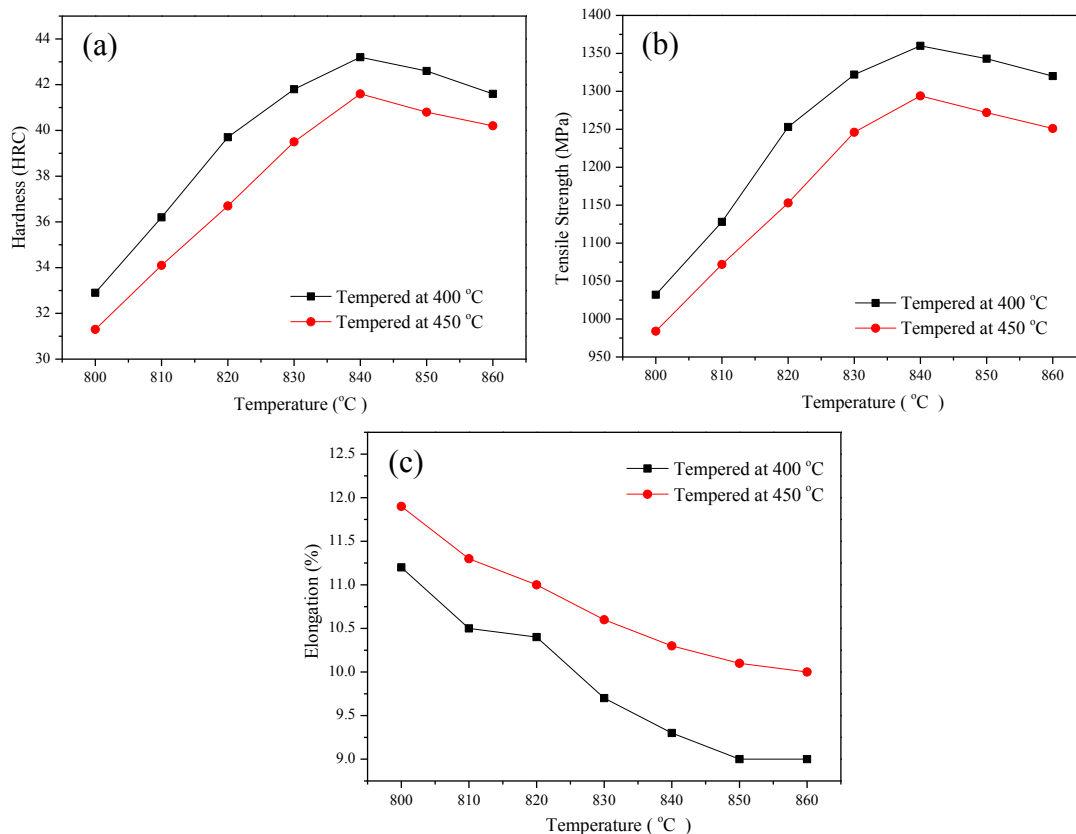 (a)
44
42
40
38
36
34
32
30
Hardness (HRC)
Tempered at 400 °C
Tempered at 450 °C
800 810 820 830 840 850 860
Temperature (°C )
(b)
1400
1350
1300
1250
1200
1150
1100
1050
1000
950
Tensile Strength (MPa)
Tempered at 400 °C
Tempered at 450 °C
800 810 820 830 840 850 860
Temperature ( °C )
(c)
12.5
12.0
11.5
11.0
10.5
10.0
9.5
9.0
Elongation (%)
Tempered at 400 °C
Tempered at 450 °C
800 810 820 830 840 850 860
Temperature ( °C )